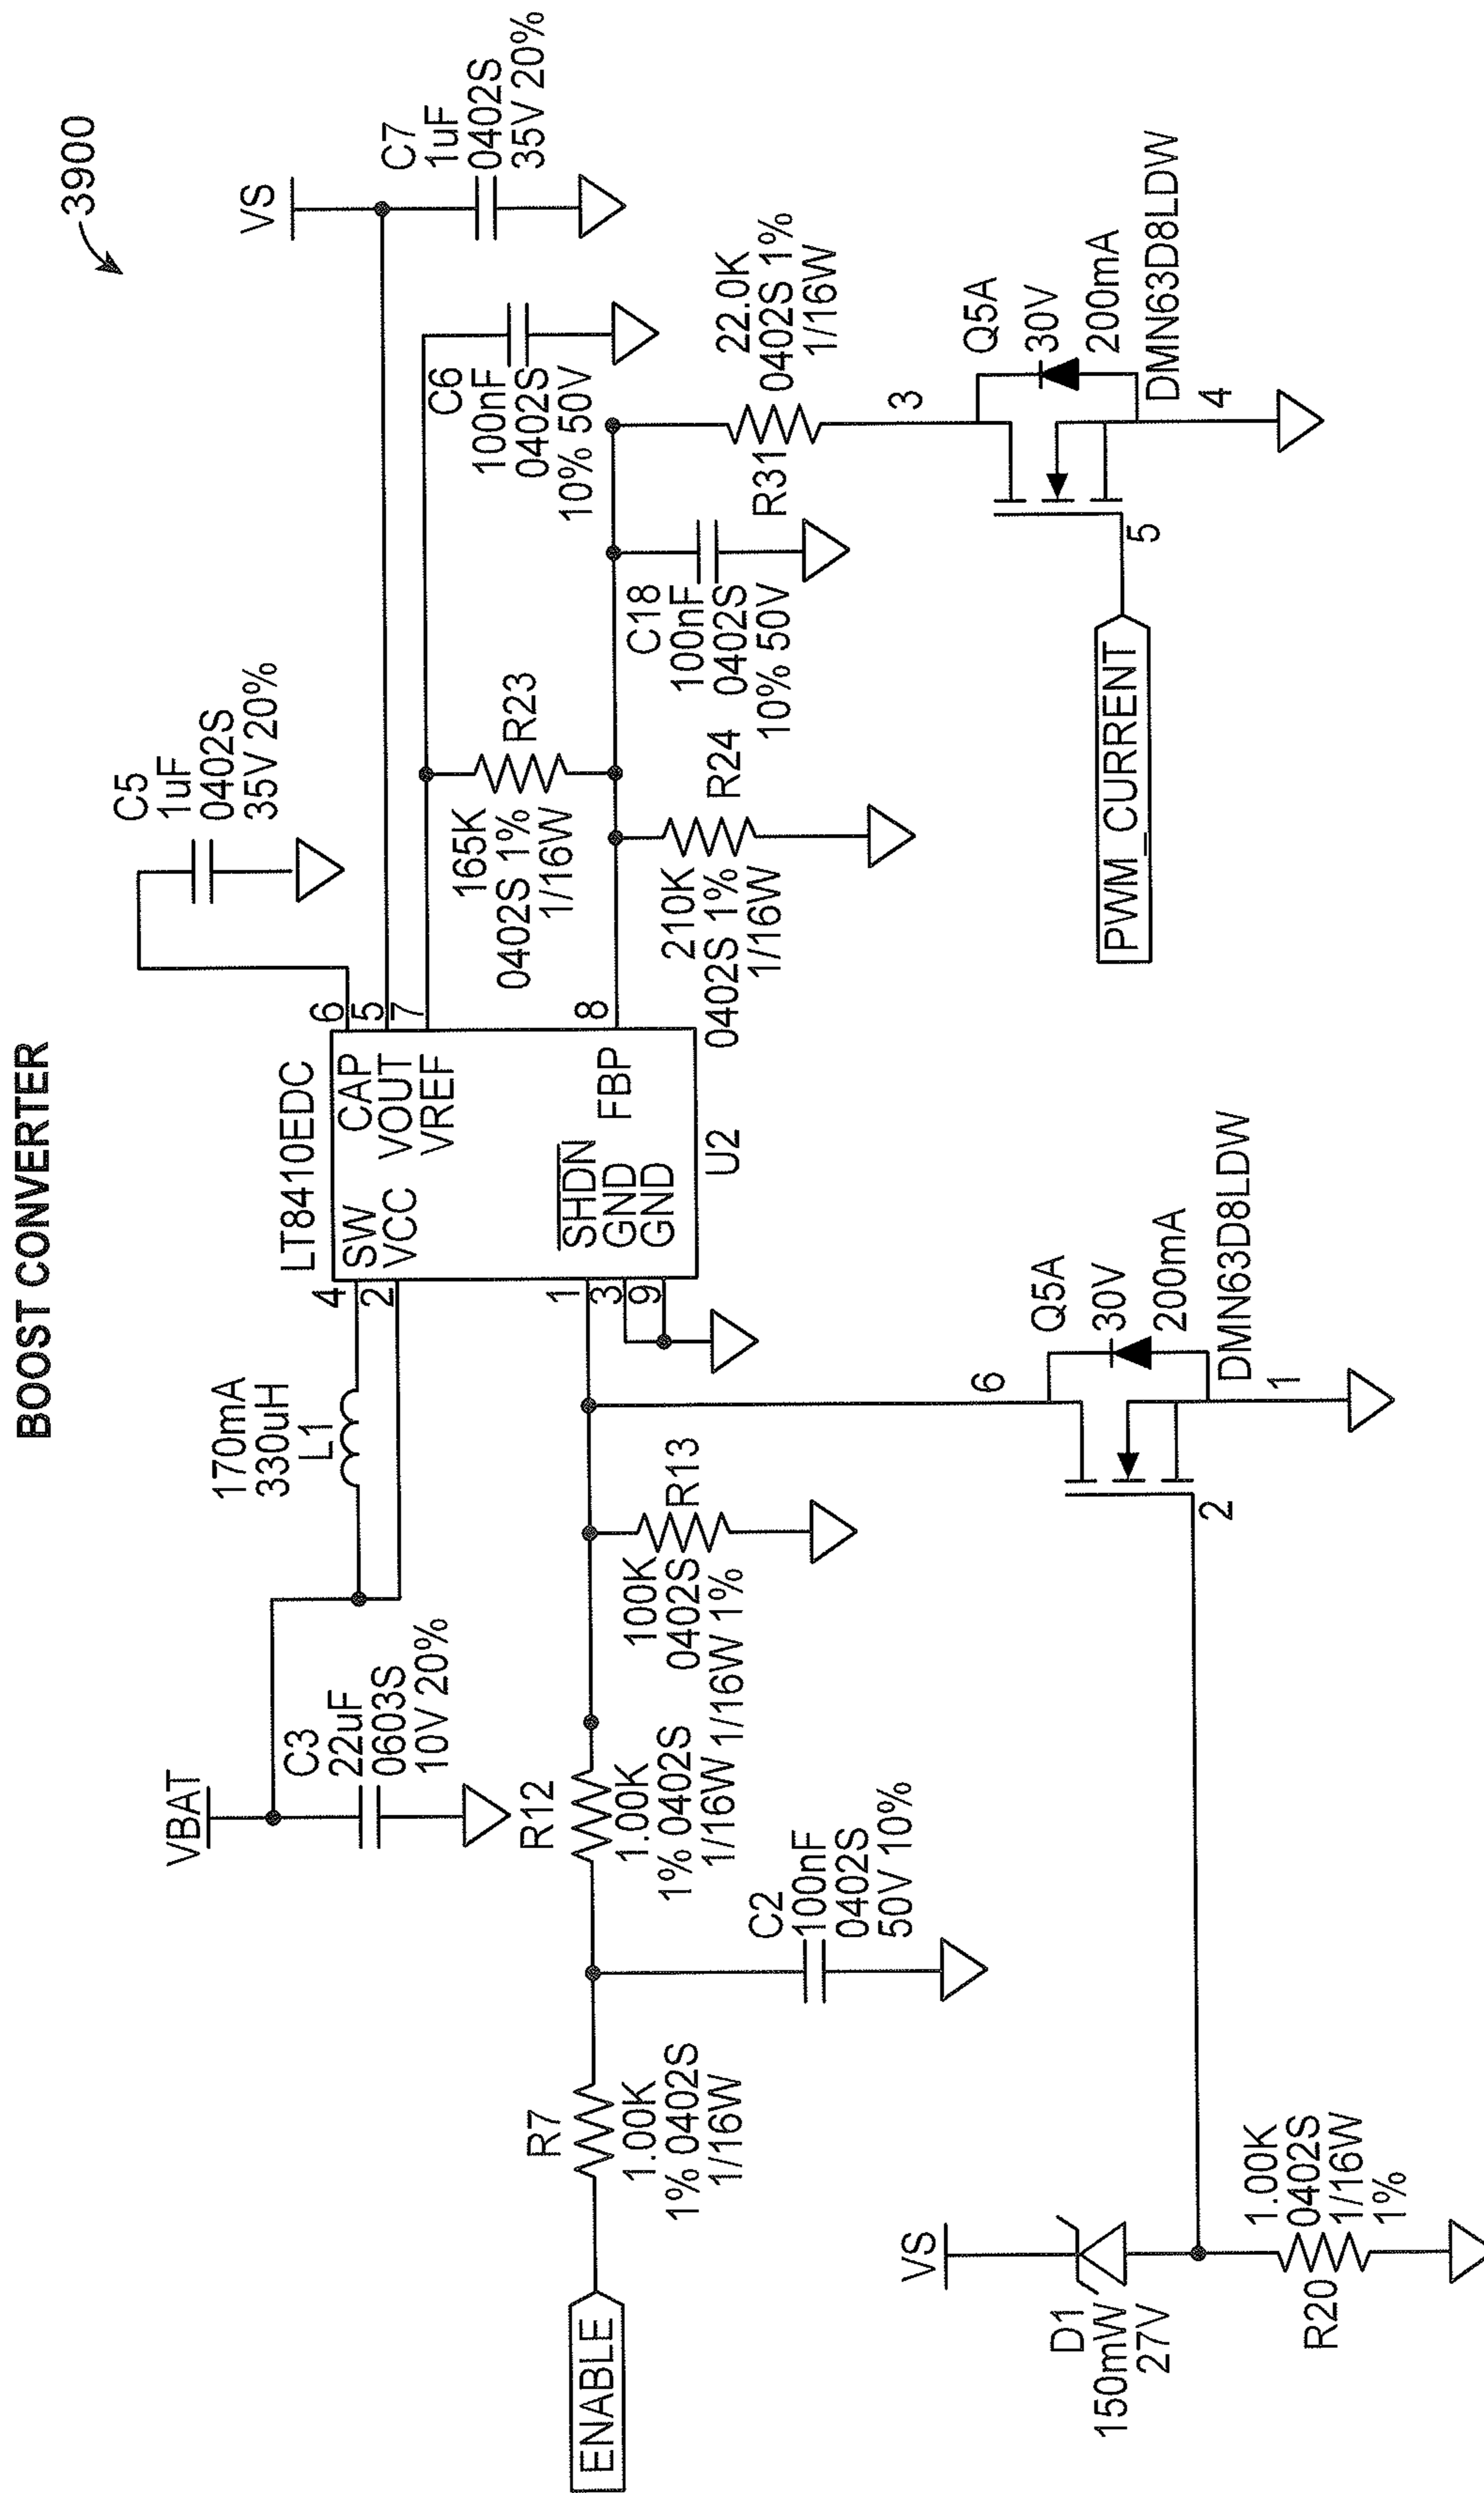 BOOST CONVERTER
3900
VBAT
C3
22uF
0603S
10V 20%
170mA
330uH
L1
4
2
LT8410EDC
SW
VCC
CAP
VOUT
VREF
SHDN
GND
GND
FBP
U2
1
3
9
6
5
7
8
C5
1uF
0402S
35V 20%
VS
C7
1uF
0402S
35V 20%
C6
100nF
0402S
10% 50V
165K
0402S 1%
1/16W
R23
210K
0402S 1%
1/16W
R24
C18
100nF
0402S
10% 50V
22.0K
0402S 1%
1/16W
R31
3
Q5A
30V
200mA
DMN63D8LDW
4
5
PWM_CURRENT
ENABLE
R7
1.00K
1% 0402S
1/16W
C2
100nF
0402S
50V 10%
R12
1.00K
1% 0402S
1/16W
100K
0402S
1/16W 1%
R13
6
Q5A
30V
200mA
DMN63D8LDW
1
2
VS
D1
150mW
27V
1.00K
0402S
1/16W
1%
R20